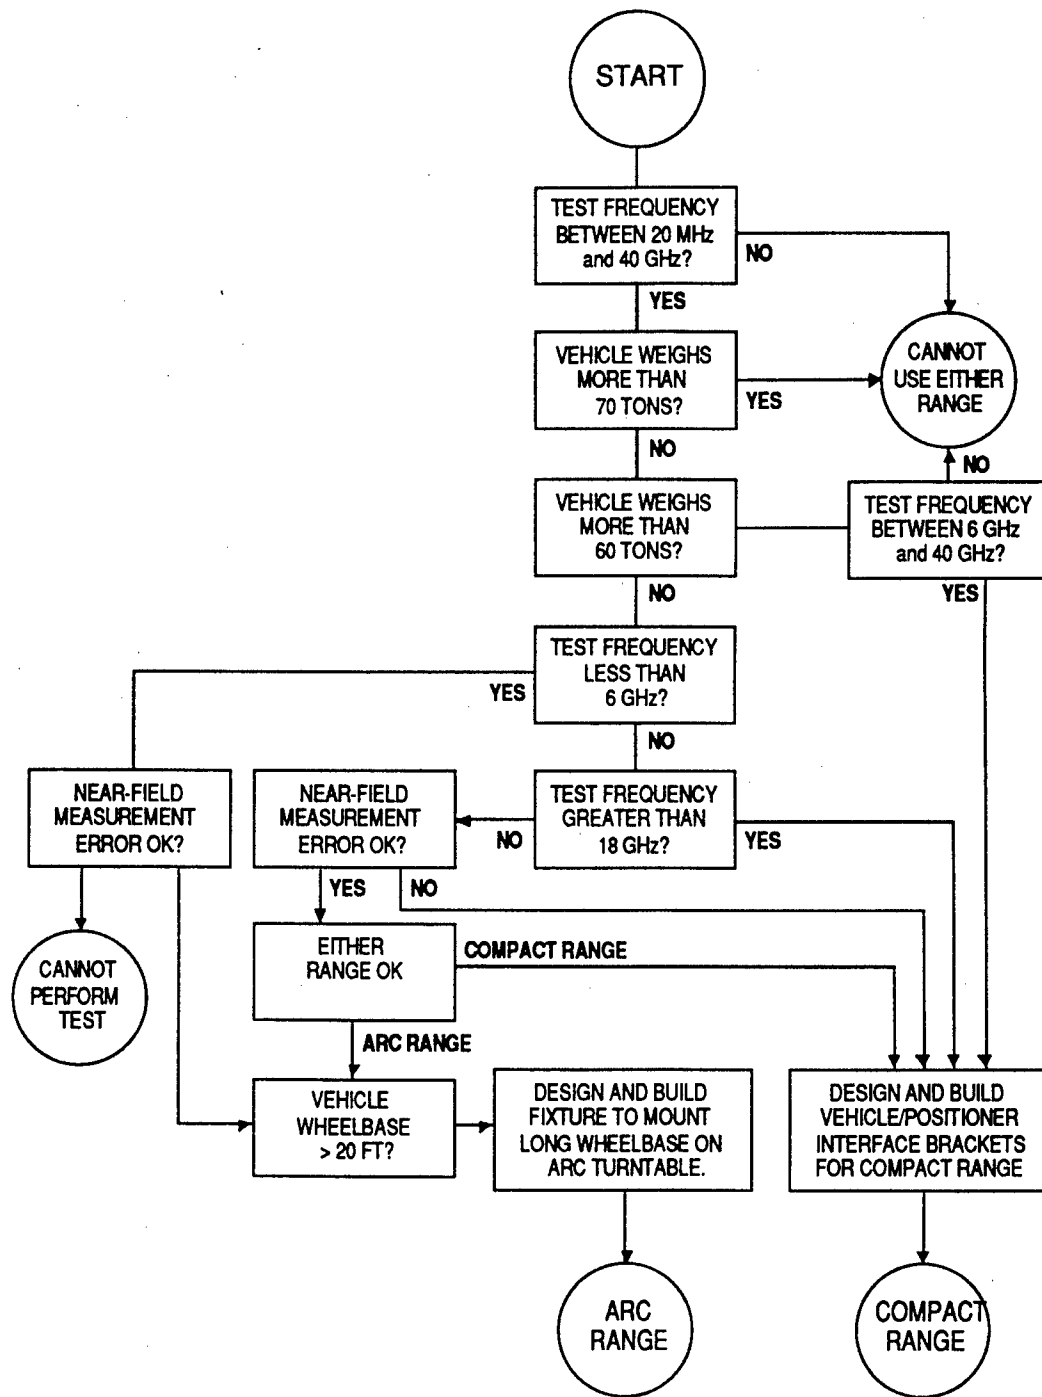 START
TEST FREQUENCY
BETWEEN 20 MHz
and 40 GHz?
NO
YES
VEHICLE WEIGHS
MORE THAN
70 TONS?
YES
CANNOT
USE EITHER
RANGE
NO
NO
VEHICLE WEIGHS
MORE THAN
60 TONS?
TEST FREQUENCY
BETWEEN 6 GHz
and 40 GHz?
NO
YES
TEST FREQUENCY
LESS THAN
6 GHz?
YES
NO
NEAR-FIELD
MEASUREMENT
ERROR OK?
NEAR-FIELD
MEASUREMENT
ERROR OK?
TEST FREQUENCY
GREATER THAN
18 GHz?
NO
YES
YES
NO
CANNOT
PERFORM
TEST
EITHER
RANGE OK
COMPACT RANGE
ARC RANGE
VEHICLE
WHEELBASE
> 20 FT?
DESIGN AND BUILD
FIXTURE TO MOUNT
LONG WHEELBASE ON
ARC TURNTABLE.
DESIGN AND BUILD
VEHICLE/POSITIONER
INTERFACE BRACKETS
FOR COMPACT RANGE
ARC
RANGE
COMPACT
RANGE